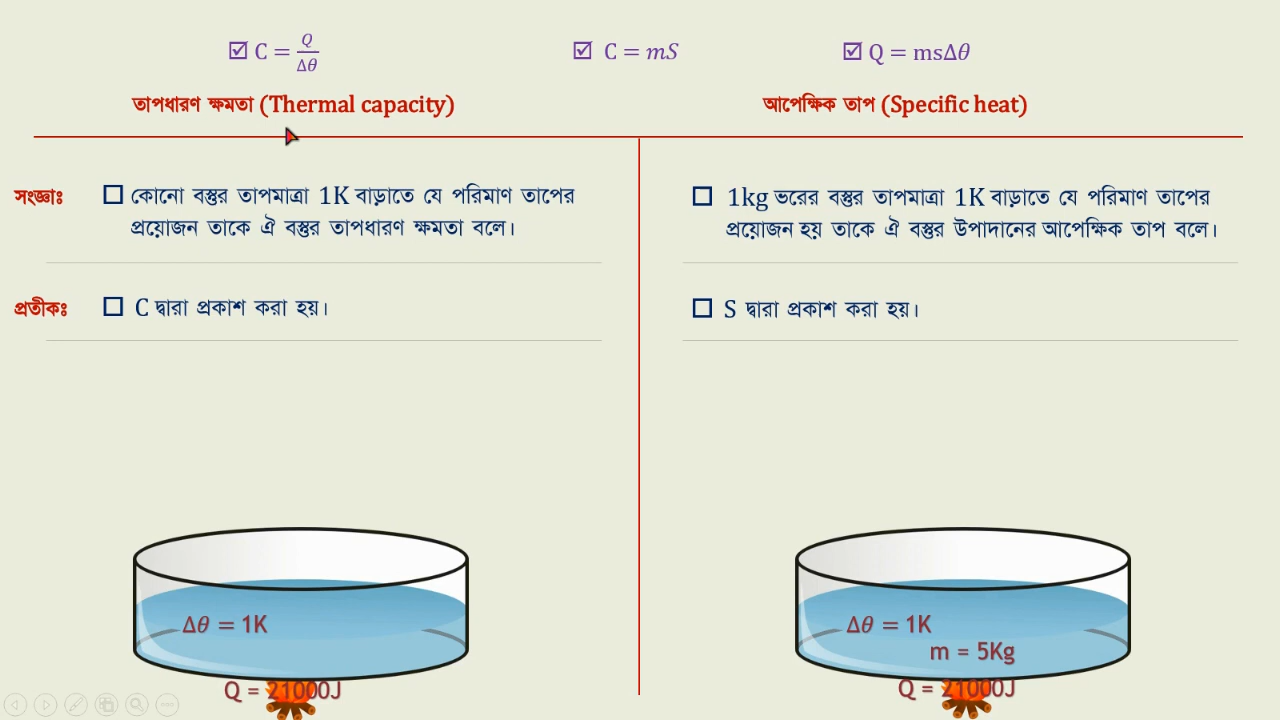 ☑ C = Q/Δθ ☑ C = mS ☑ Q = msΔθ
তাপধারণ ক্ষমতা (Thermal capacity)
আপেক্ষিক তাপ (Specific heat)
সংজ্ঞাঃ
কোনো বস্তুর তাপমাত্রা 1K বাড়াতে যে পরিমাণ তাপের
প্রয়োজন তাকে ঐ বস্তুর তাপধারণ ক্ষমতা বলে।
1kg ভরের বস্তুর তাপমাত্রা 1K বাড়াতে যে পরিমাণ তাপের
প্রয়োজন হয় তাকে ঐ বস্তুর উপাদানের আপেক্ষিক তাপ বলে।
প্রতীকঃ
C দ্বারা প্রকাশ করা হয়।
S দ্বারা প্রকাশ করা হয়।
Δθ = 1K
Q = 21000J
Δθ = 1K
m = 5Kg
Q = 21000J